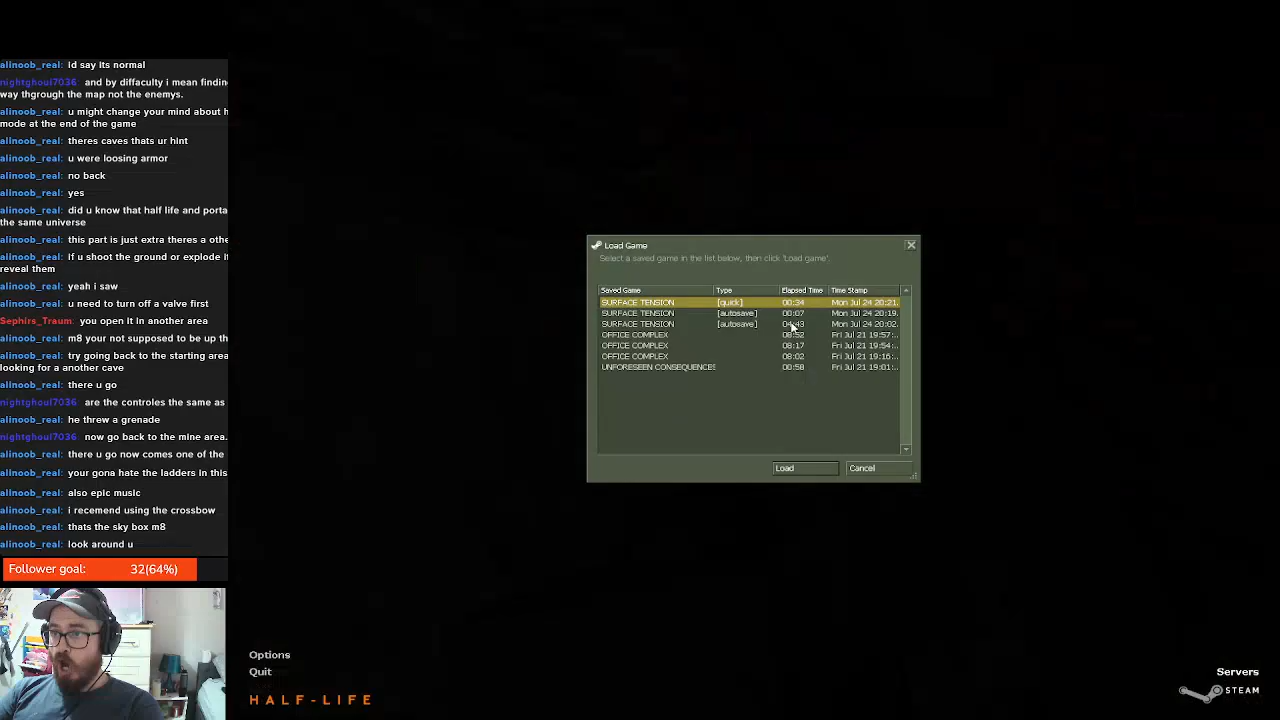 alinoob_real: Id say Its normal
nightghoul7036: and by diffaculty i mean findin
way thgrough the map not the enemys.
alinoob_real: u might change your mind about h
mode at the end of the game
alinoob_real: theres caves thats ur hint
alinoob_real: u were loosing armor
alinoob_real: no back
alinoob_real: yes
alinoob_real: did u know that half life and porta
the same universe
alinoob_real: this part is just extra theres a othe
alinoob_real: if u shoot the ground or explode it
reveal them
alinoob_real: yeah i saw
alinoob_real: u need to turn off a valve first
Sephirs_Traum: you open it In another area
alinoob_real: m8 your not supposed to be up th
alinoob_real: try going back to the starting area
looking for another cave
alinoob_real: there u go
nightghoul7036: are the controles the same as
alinoob_real: he threw a grenade
nightghoul7036: now go back to the mine area.
alinoob_real: there u go now comes one of the
alinoob_real: your gona hate the ladders in this
alinoob_real: also epic music
alinoob_real: i recemend using the crossbow
alinoob_real: thats the sky box m8
alinoob_real: look around u
Follower goal: 32(64%)
Load Game
Select a saved game in the list below, then click 'Load game'.
Saved Game Type Elapsed Time Time Stamp
SURFACE TENSION [quick] 00:34 Mon Jul 24 20:21:
SURFACE TENSION [autosave] 00:07 Mon Jul 24 20:19:
SURFACE TENSION [autosave] 04:43 Mon Jul 24 20:02:
OFFICE COMPLEX 08:52 Fri Jul 21 19:57:..
OFFICE COMPLEX 08:17 Fri Jul 21 19:54:..
OFFICE COMPLEX 08:02 Fri Jul 21 19:16:..
UNFORESEEN CONSEQUENCES 00:58 Fri Jul 21 19:01:..
Load Cancel
Options
Quit
HALF-LIFE
Servers
STEAM